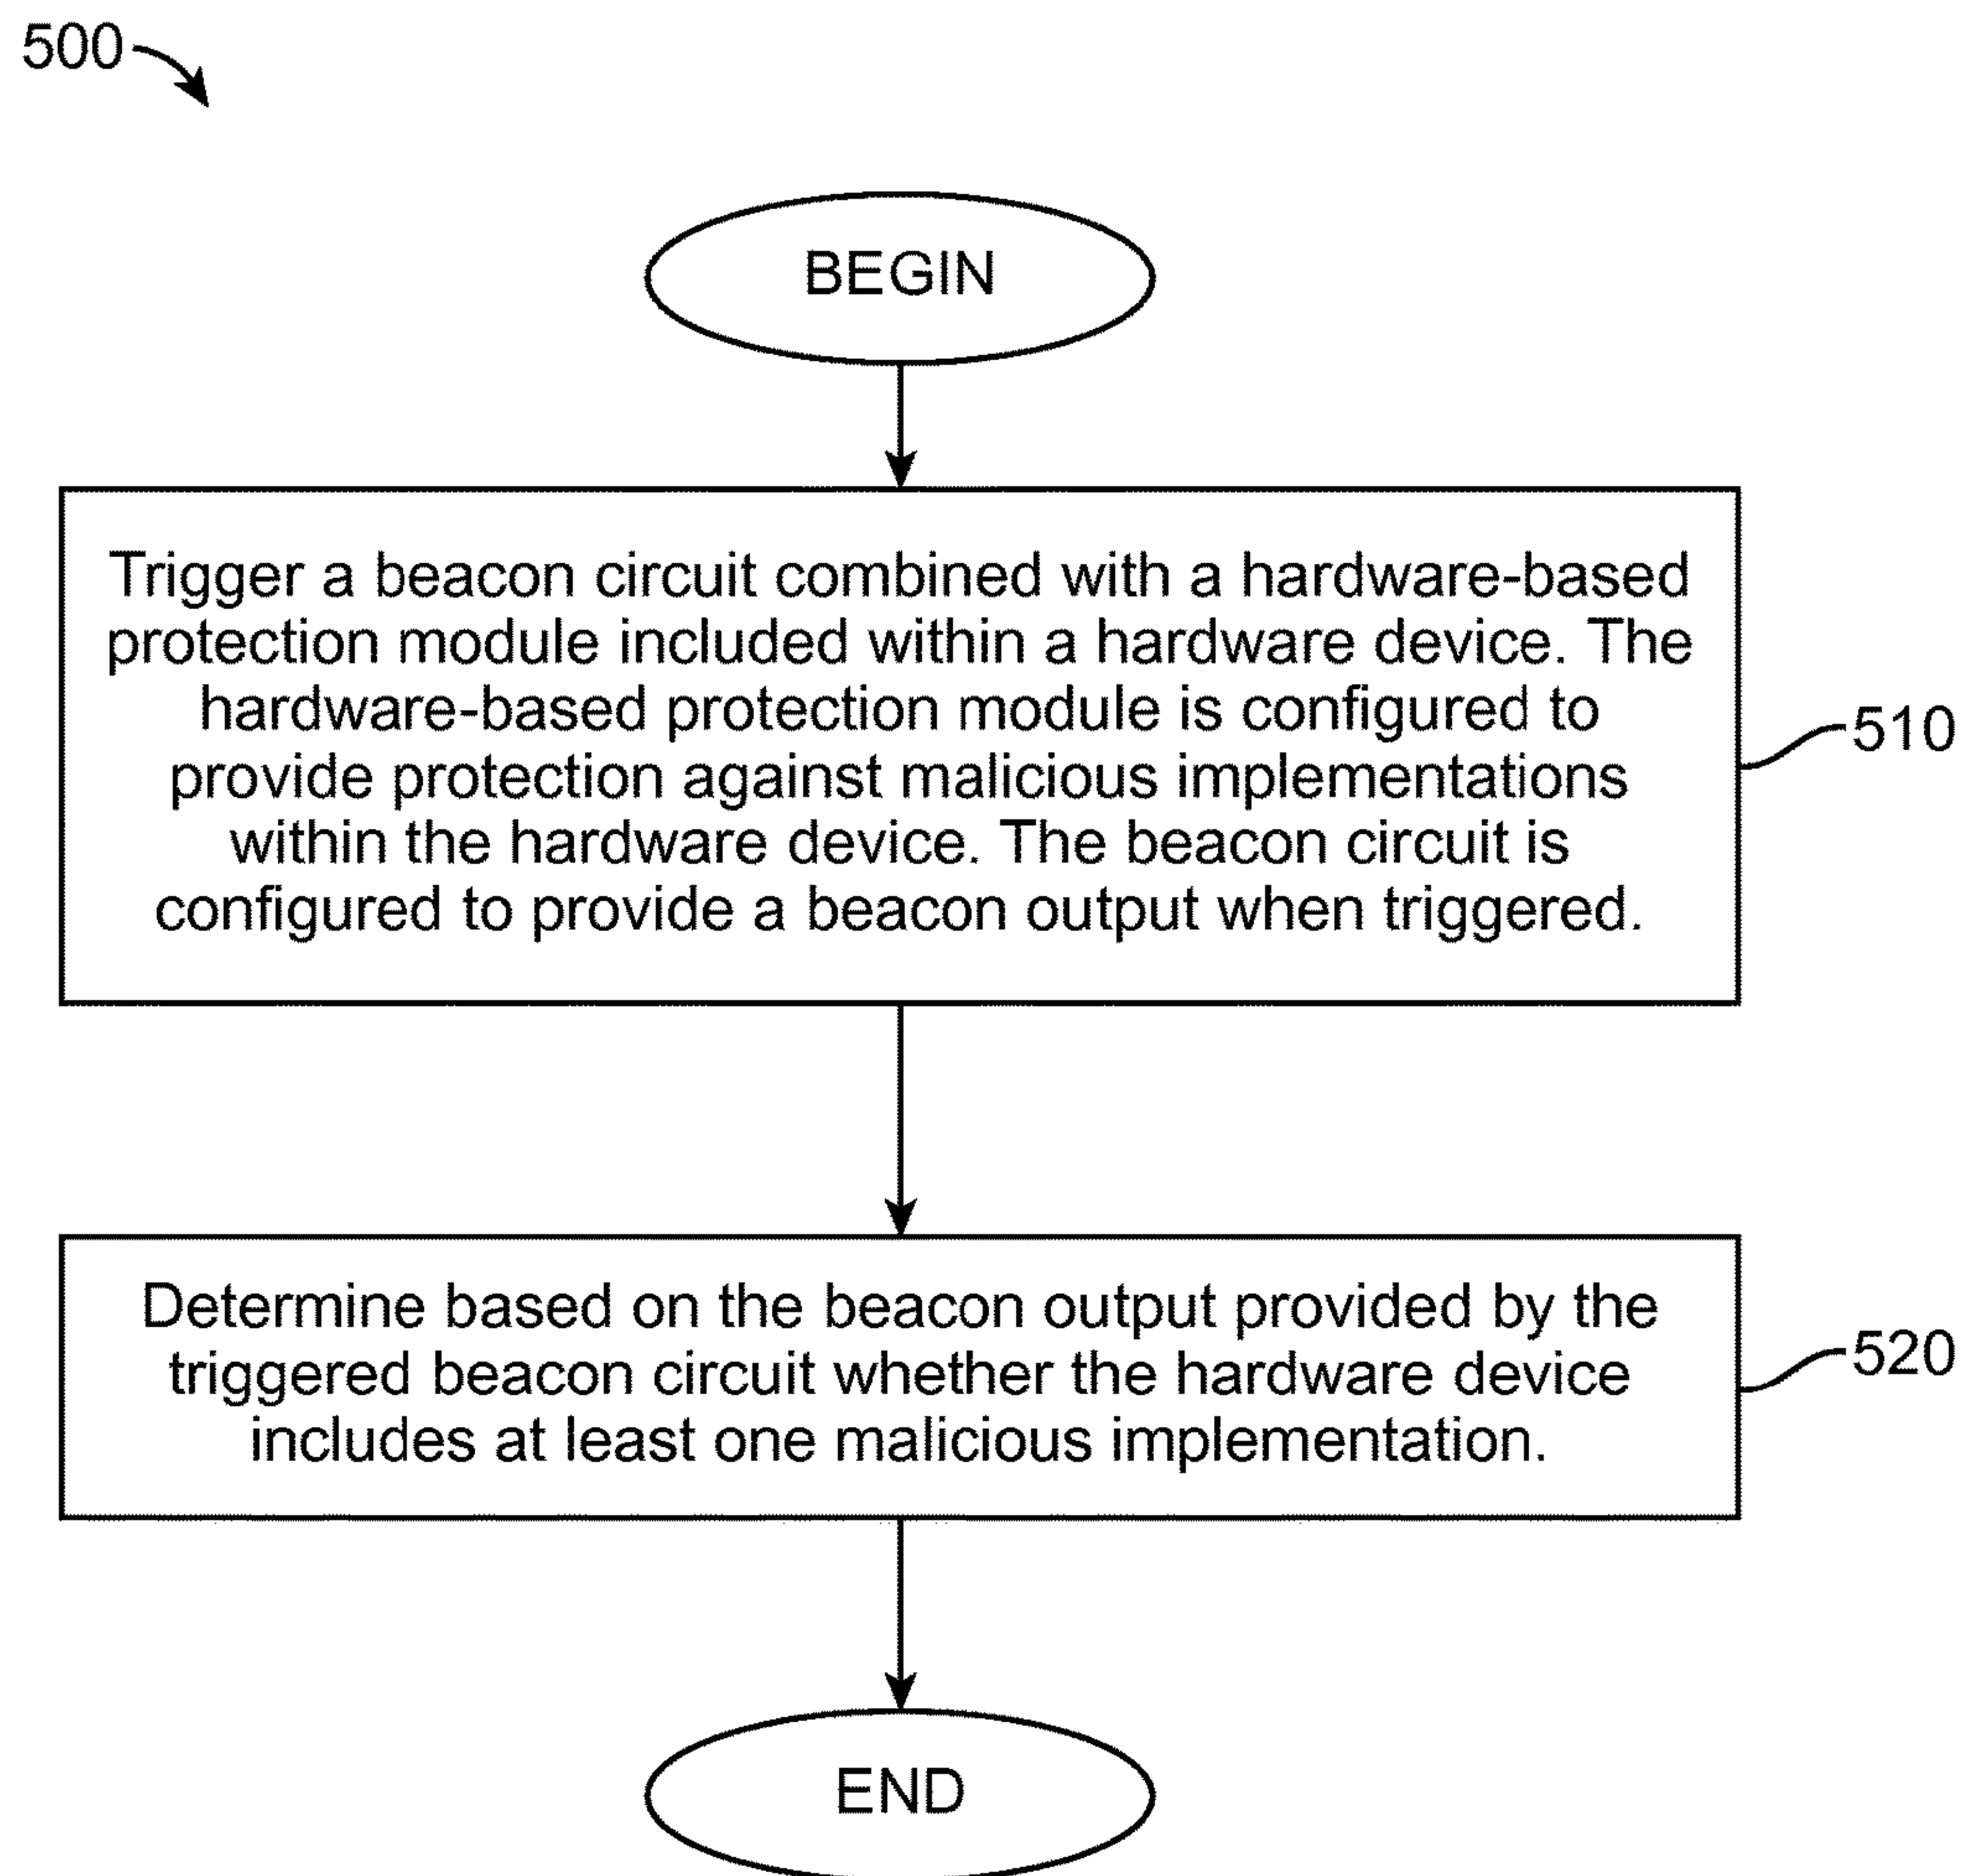 500
BEGIN
Trigger a beacon circuit combined with a hardware-based
protection module included within a hardware device. The
hardware-based protection module is configured to
provide protection against malicious implementations
within the hardware device. The beacon circuit is
configured to provide a beacon output when triggered.
510
Determine based on the beacon output provided by the
triggered beacon circuit whether the hardware device
includes at least one malicious implementation.
520
END